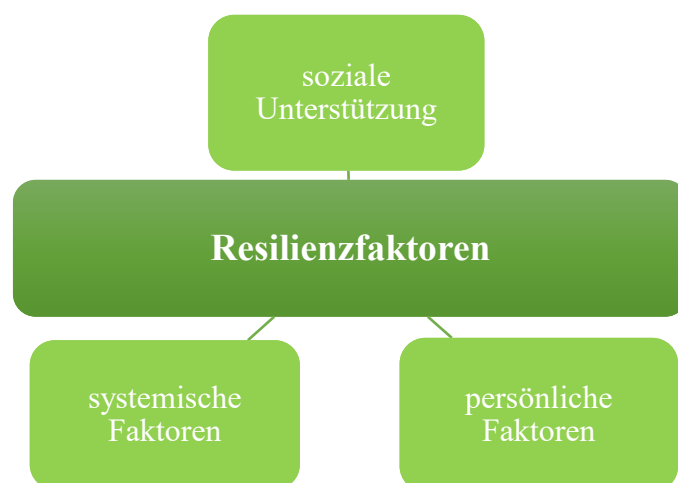 soziale
Unterstützung
Resilienzfaktoren
systemische
Faktoren
persönliche
Faktoren